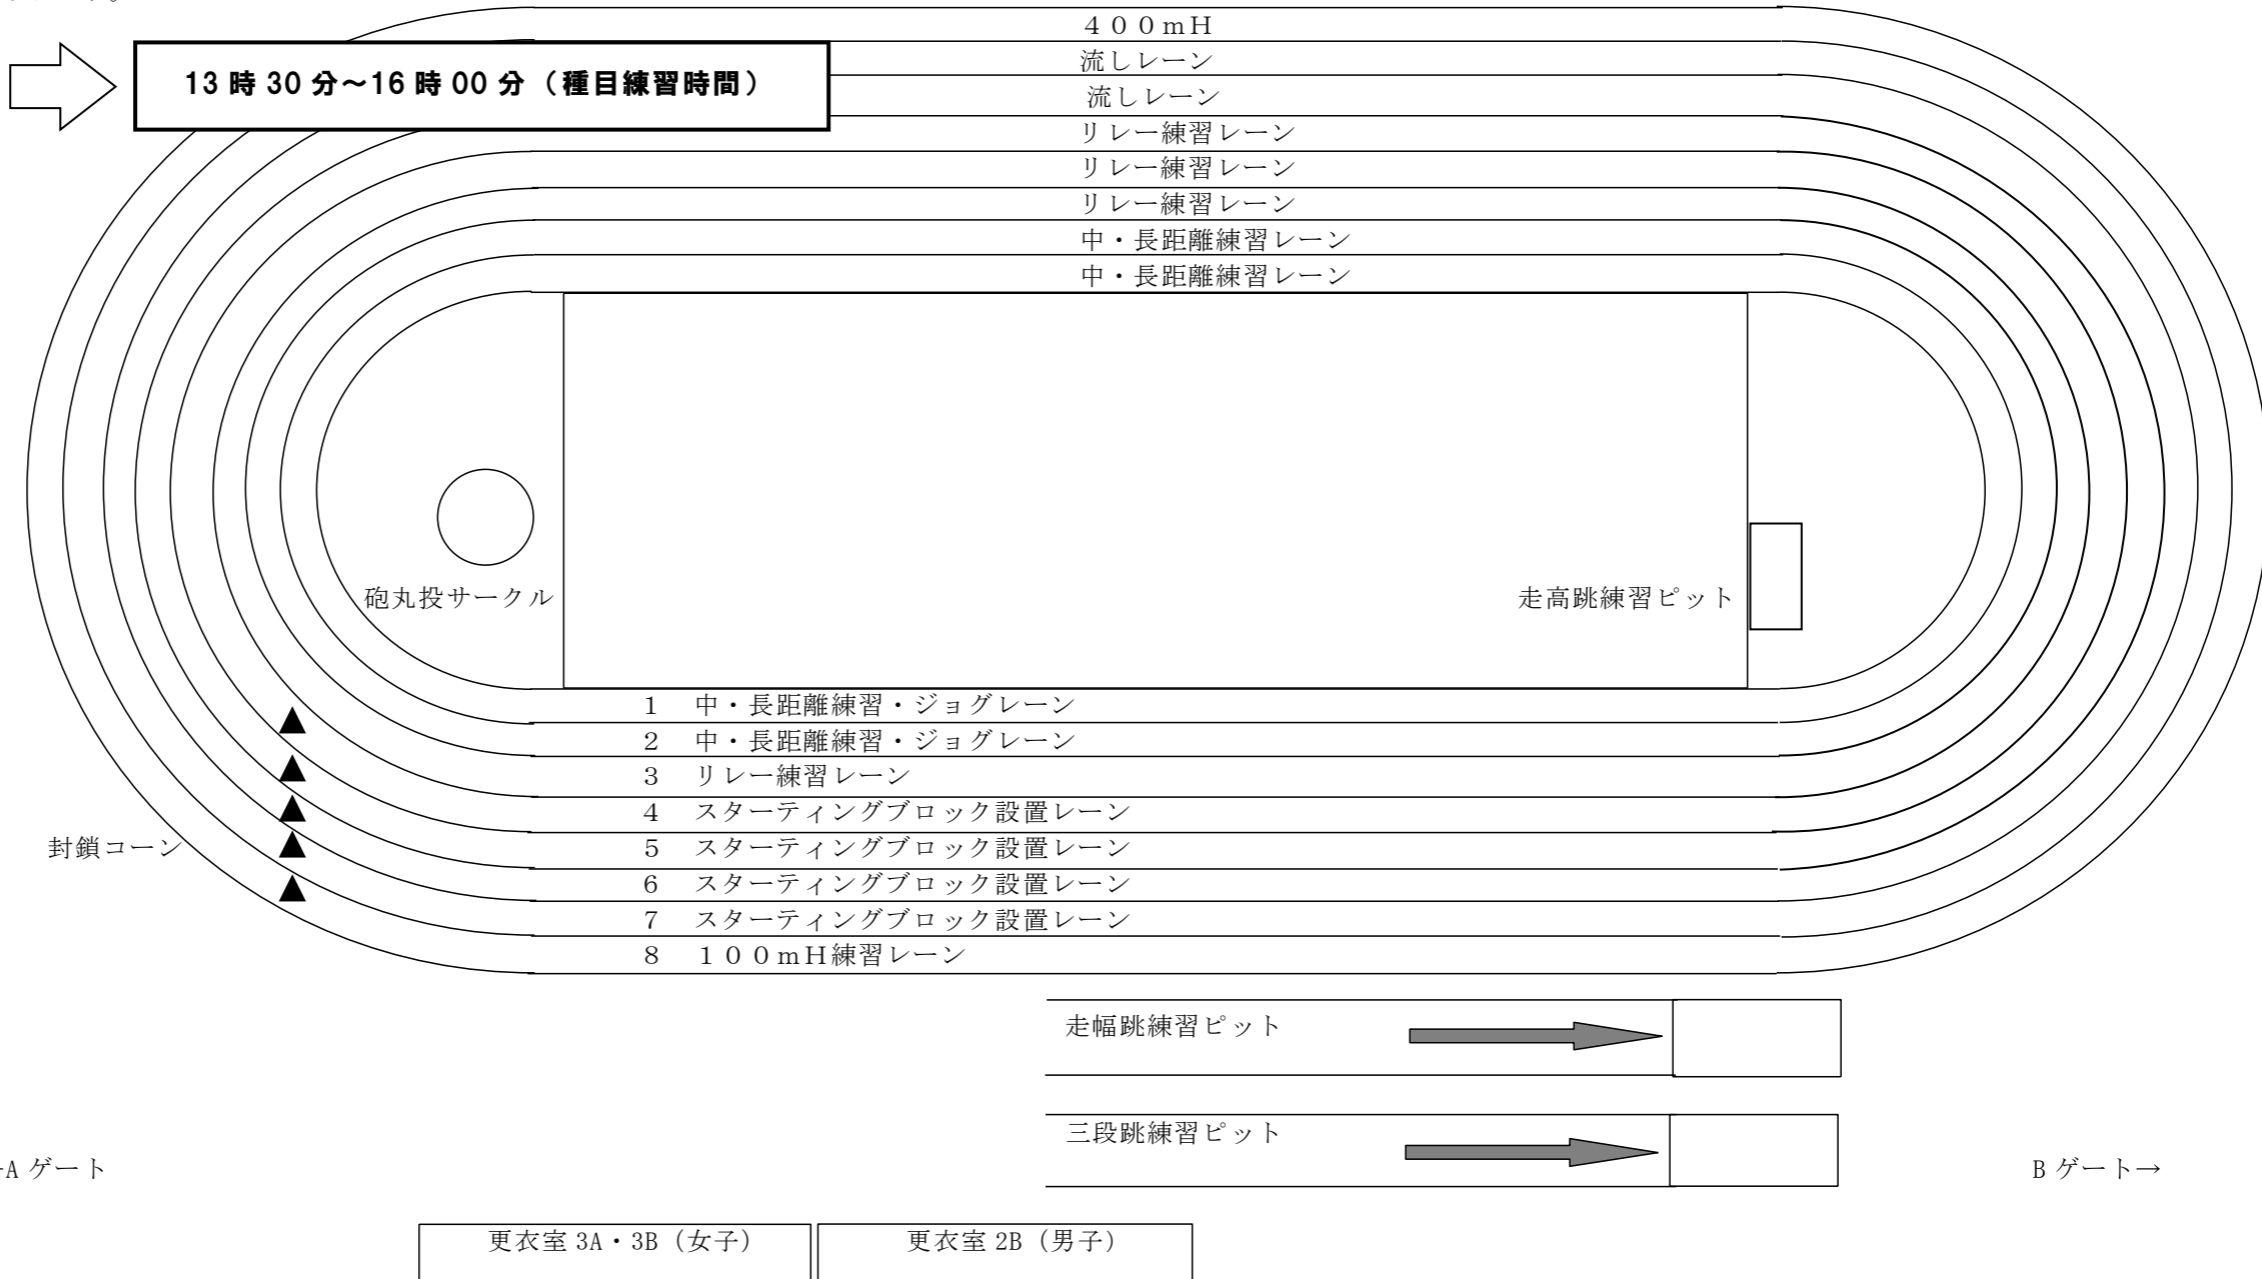 ４００ｍＨ
13 時 30 分～16 時 00 分（種目練習時間）
流しレーン
流しレーン
リレー練習レーン
リレー練習レーン
リレー練習レーン
中・長距離練習レーン
中・長距離練習レーン
砲丸投サークル
走高跳練習ピット
1 中・長距離練習・ジョグレーン
2 中・長距離練習・ジョグレーン
3 リレー練習レーン
4 スターティングブロック設置レーン
5 スターティングブロック設置レーン
封鎖コーン
6 スターティングブロック設置レーン
7 スターティングブロック設置レーン
8 １００ｍＨ練習レーン
走幅跳練習ピット
三段跳練習ピット
A ゲート
B ゲート→
更衣室 3A・3B（女子）
更衣室 2B（男子）